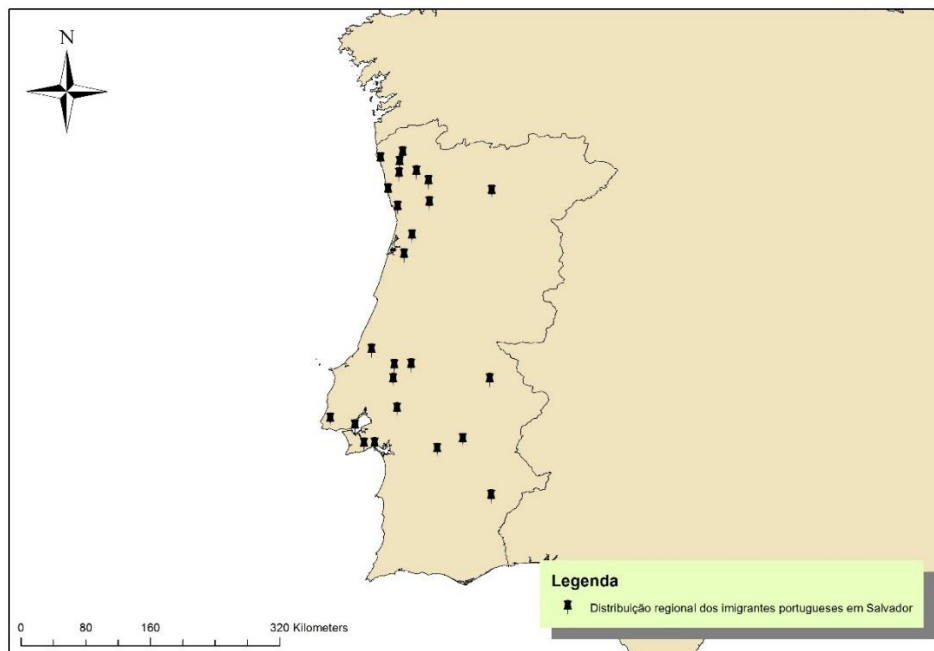 N
Legenda
Distribuição regional dos imigrantes portugueses em Salvador
0 80 160 320 Kilometers